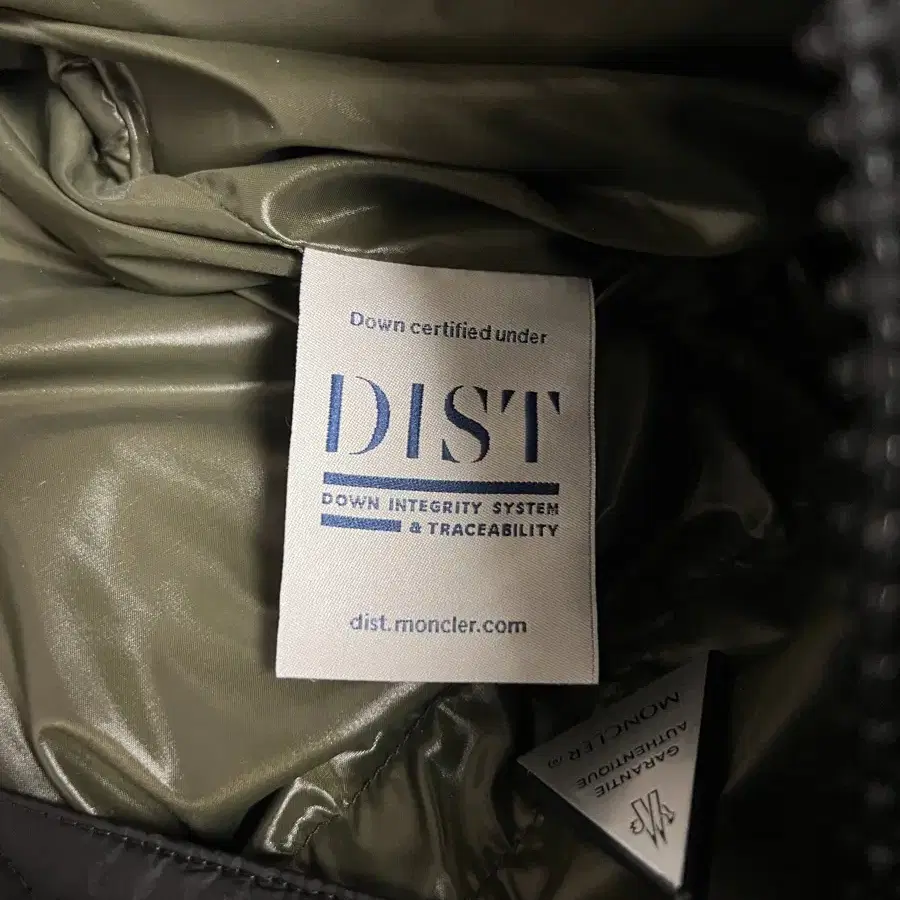 Down certified under
DIST
DOWN INTEGRITY SYSTEM
& TRACEABILITY
dist.moncler.com
GARANTIE
AUTHENTIQUE
MONCLER